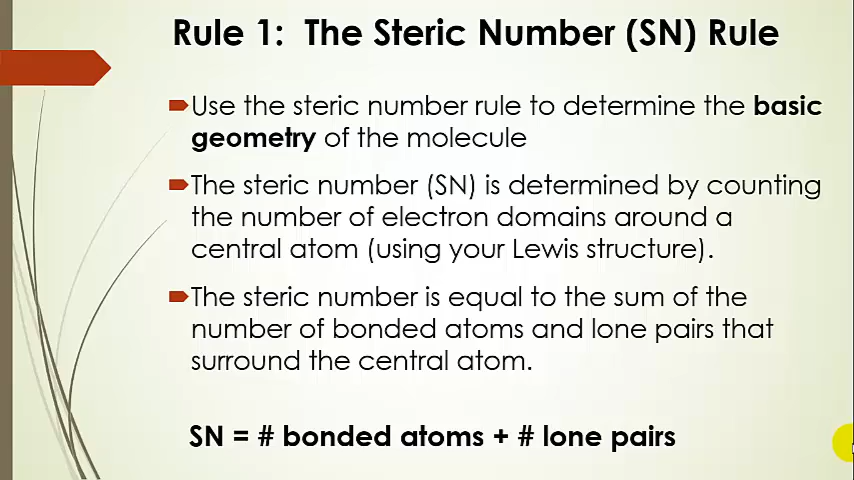 Rule 1: The Steric Number (SN) Rule
Use the steric number rule to determine the basic
geometry of the molecule
The steric number (SN) is determined by counting
the number of electron domains around a
central atom (using your Lewis structure).
The steric number is equal to the sum of the
number of bonded atoms and lone pairs that
surround the central atom.
SN = # bonded atoms + # lone pairs